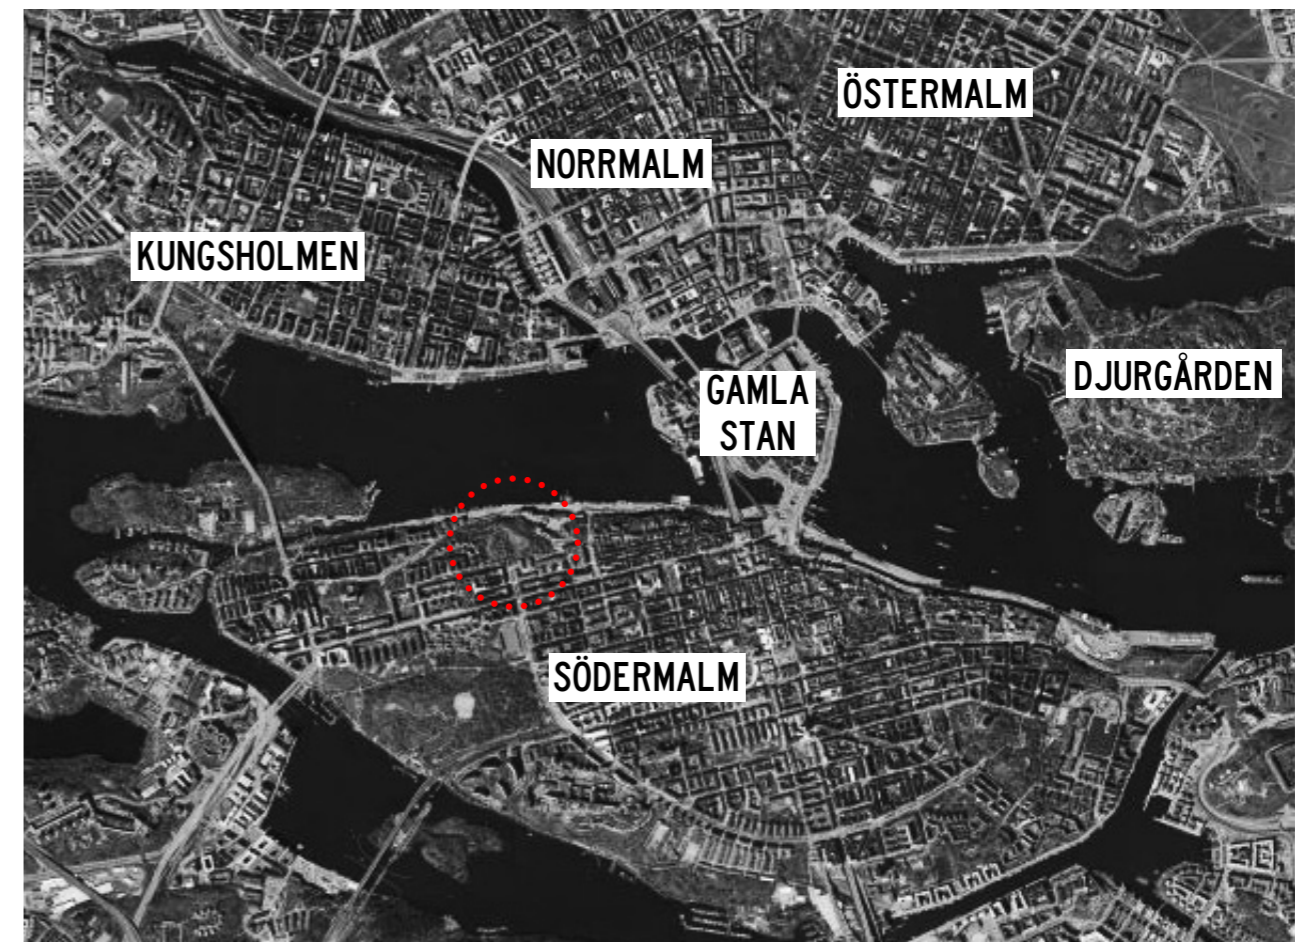 ÖSTERMALM
NORRMALM
KUNGSHOLMEN
DJURGÅRDEN
GAMLA
STAN
SÖDERMALM